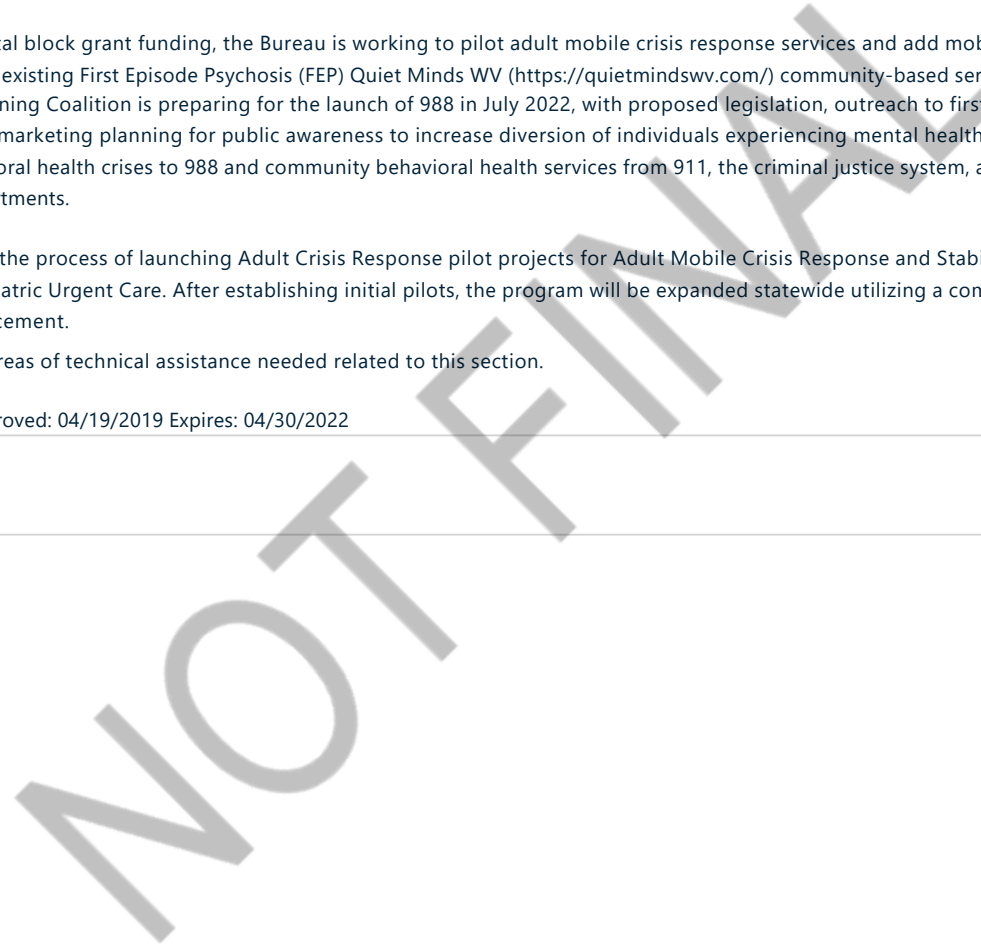 tal block grant funding, the Bureau is working to pilot adult mobile crisis response services and add mob
existing First Episode Psychosis (FEP) Quiet Minds WV (https://quietmindswv.com/) community-based ser
ning Coalition is preparing for the launch of 988 in July 2022, with proposed legislation, outreach to first
marketing planning for public awareness to increase diversion of individuals experiencing mental health
oral health crises to 988 and community behavioral health services from 911, the criminal justice system, a
tments.
the process of launching Adult Crisis Response pilot projects for Adult Mobile Crisis Response and Stabi
atric Urgent Care. After establishing initial pilots, the program will be expanded statewide utilizing a com
cement.
reas of technical assistance needed related to this section.
roved: 04/19/2019 Expires: 04/30/2022
NOT FINAL